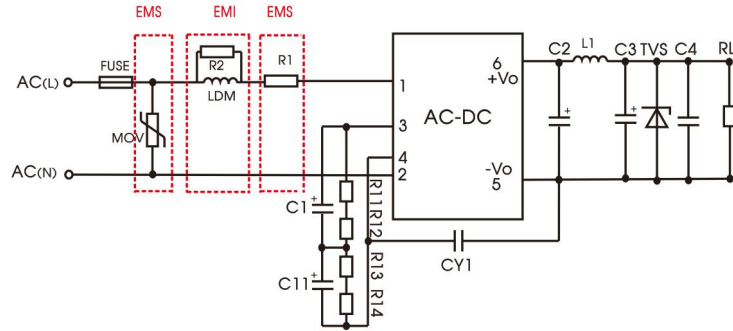 EMS
EMI
EMS
FUSE
R2
R1
C2
L1
C3
TVS
C4
RL
AC(L)
LDM
1
6
+Vo
AC-DC
MOV
3
4
AC(N)
2
-Vo
5
+
+
C1
+
R11
R12
C11
+
R13
R14
CY1